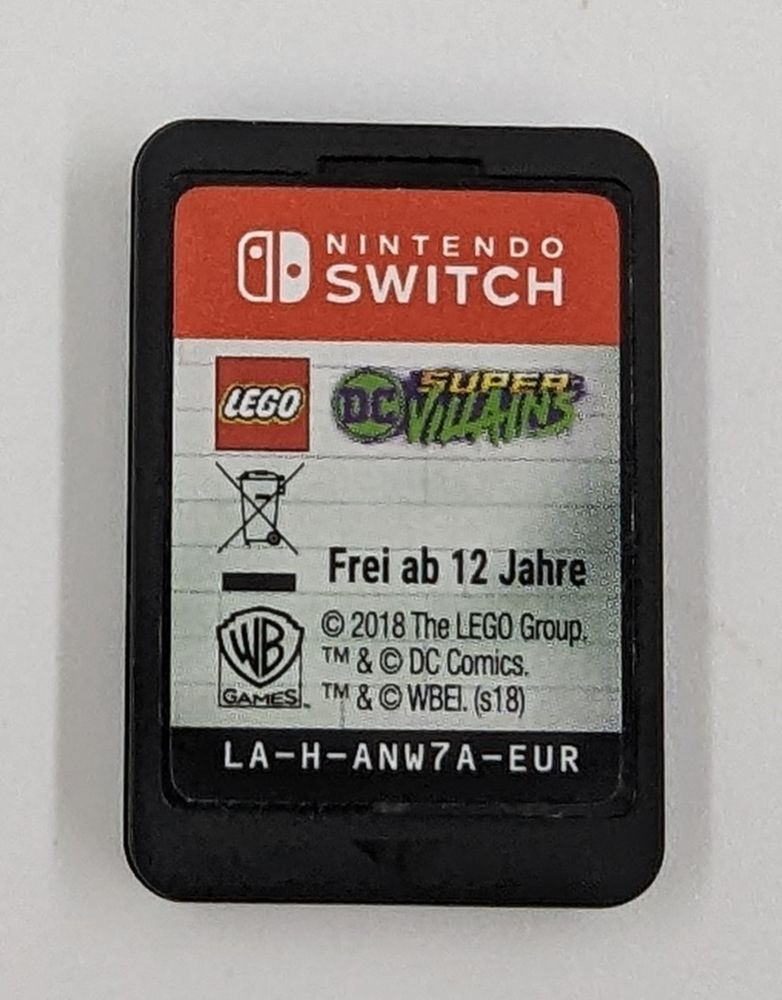 NINTENDO
SWITCH
LEGO
DC SUPER-
VILLAINS
Frei ab 12 Jahre
WB
GAMES™
© 2018 The LEGO Group.
™ & © DC Comics.
™ & © WBEI. (s18)
LA-H-ANW7A-EUR